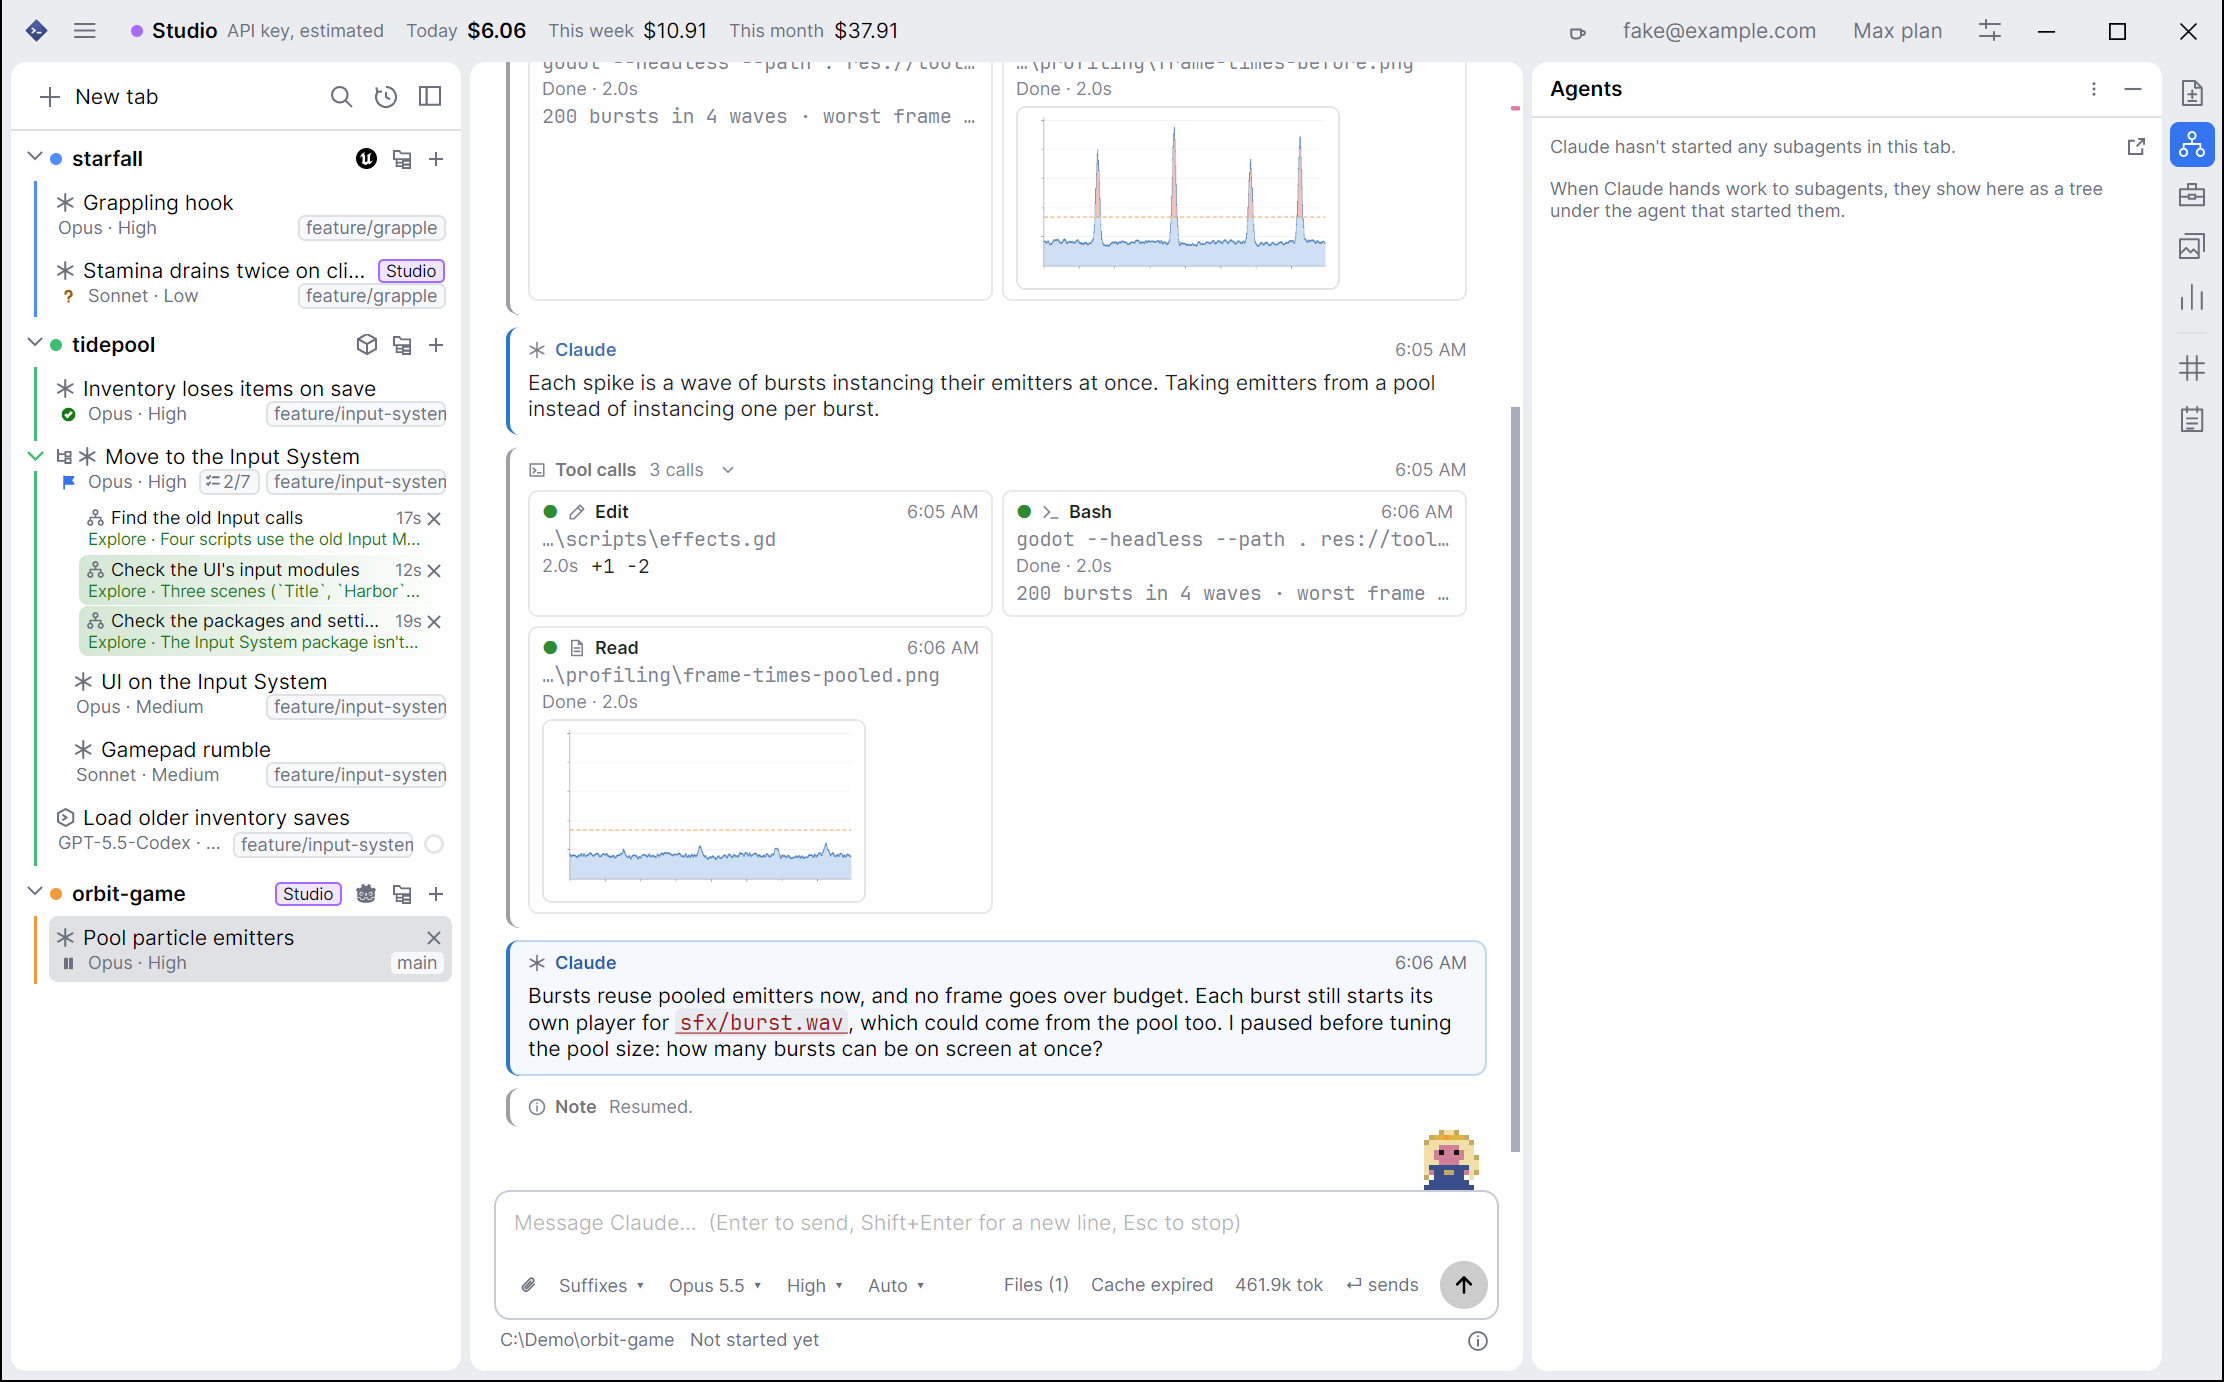 Studio API key, estimated Today $6.06 This week $10.91 This month $37.91
fake@example.com Max plan
New tab
starfall
Grappling hook
Opus · High feature/grapple
Stamina drains twice on cli... Studio
? Sonnet · Low feature/grapple
tidepool
Inventory loses items on save
Opus · High feature/input-system
Move to the Input System
Opus · High 2/7 feature/input-system
Find the old Input calls 17s
Explore · Four scripts use the old Input M...
Check the UI's input modules 12s
Explore · Three scenes (`Title`, `Harbor`...
Check the packages and setti... 19s
Explore · The Input System package isn't...
UI on the Input System
Opus · Medium feature/input-system
Gamepad rumble
Sonnet · Medium feature/input-system
Load older inventory saves
GPT-5.5-Codex · ... feature/input-system
orbit-game Studio
Pool particle emitters
Opus · High main
godot --headless --path . res://tool…
Done · 2.0s
200 bursts in 4 waves · worst frame …
…\profiling\frame-times-before.png
Done · 2.0s
Claude 6:05 AM
Each spike is a wave of bursts instancing their emitters at once. Taking emitters from a pool
instead of instancing one per burst.
Tool calls 3 calls 6:05 AM
Edit 6:05 AM
…\scripts\effects.gd
2.0s +1 -2
Bash 6:06 AM
godot --headless --path . res://tool…
Done · 2.0s
200 bursts in 4 waves · worst frame …
Read 6:06 AM
…\profiling\frame-times-pooled.png
Done · 2.0s
Claude 6:06 AM
Bursts reuse pooled emitters now, and no frame goes over budget. Each burst still starts its
own player for sfx/burst.wav, which could come from the pool too. I paused before tuning
the pool size: how many bursts can be on screen at once?
Note Resumed.
Message Claude... (Enter to send, Shift+Enter for a new line, Esc to stop)
Suffixes Opus 5.5 High Auto Files (1) Cache expired 461.9k tok sends
C:\Demo\orbit-game Not started yet
Agents
Claude hasn't started any subagents in this tab.
When Claude hands work to subagents, they show here as a tree
under the agent that started them.